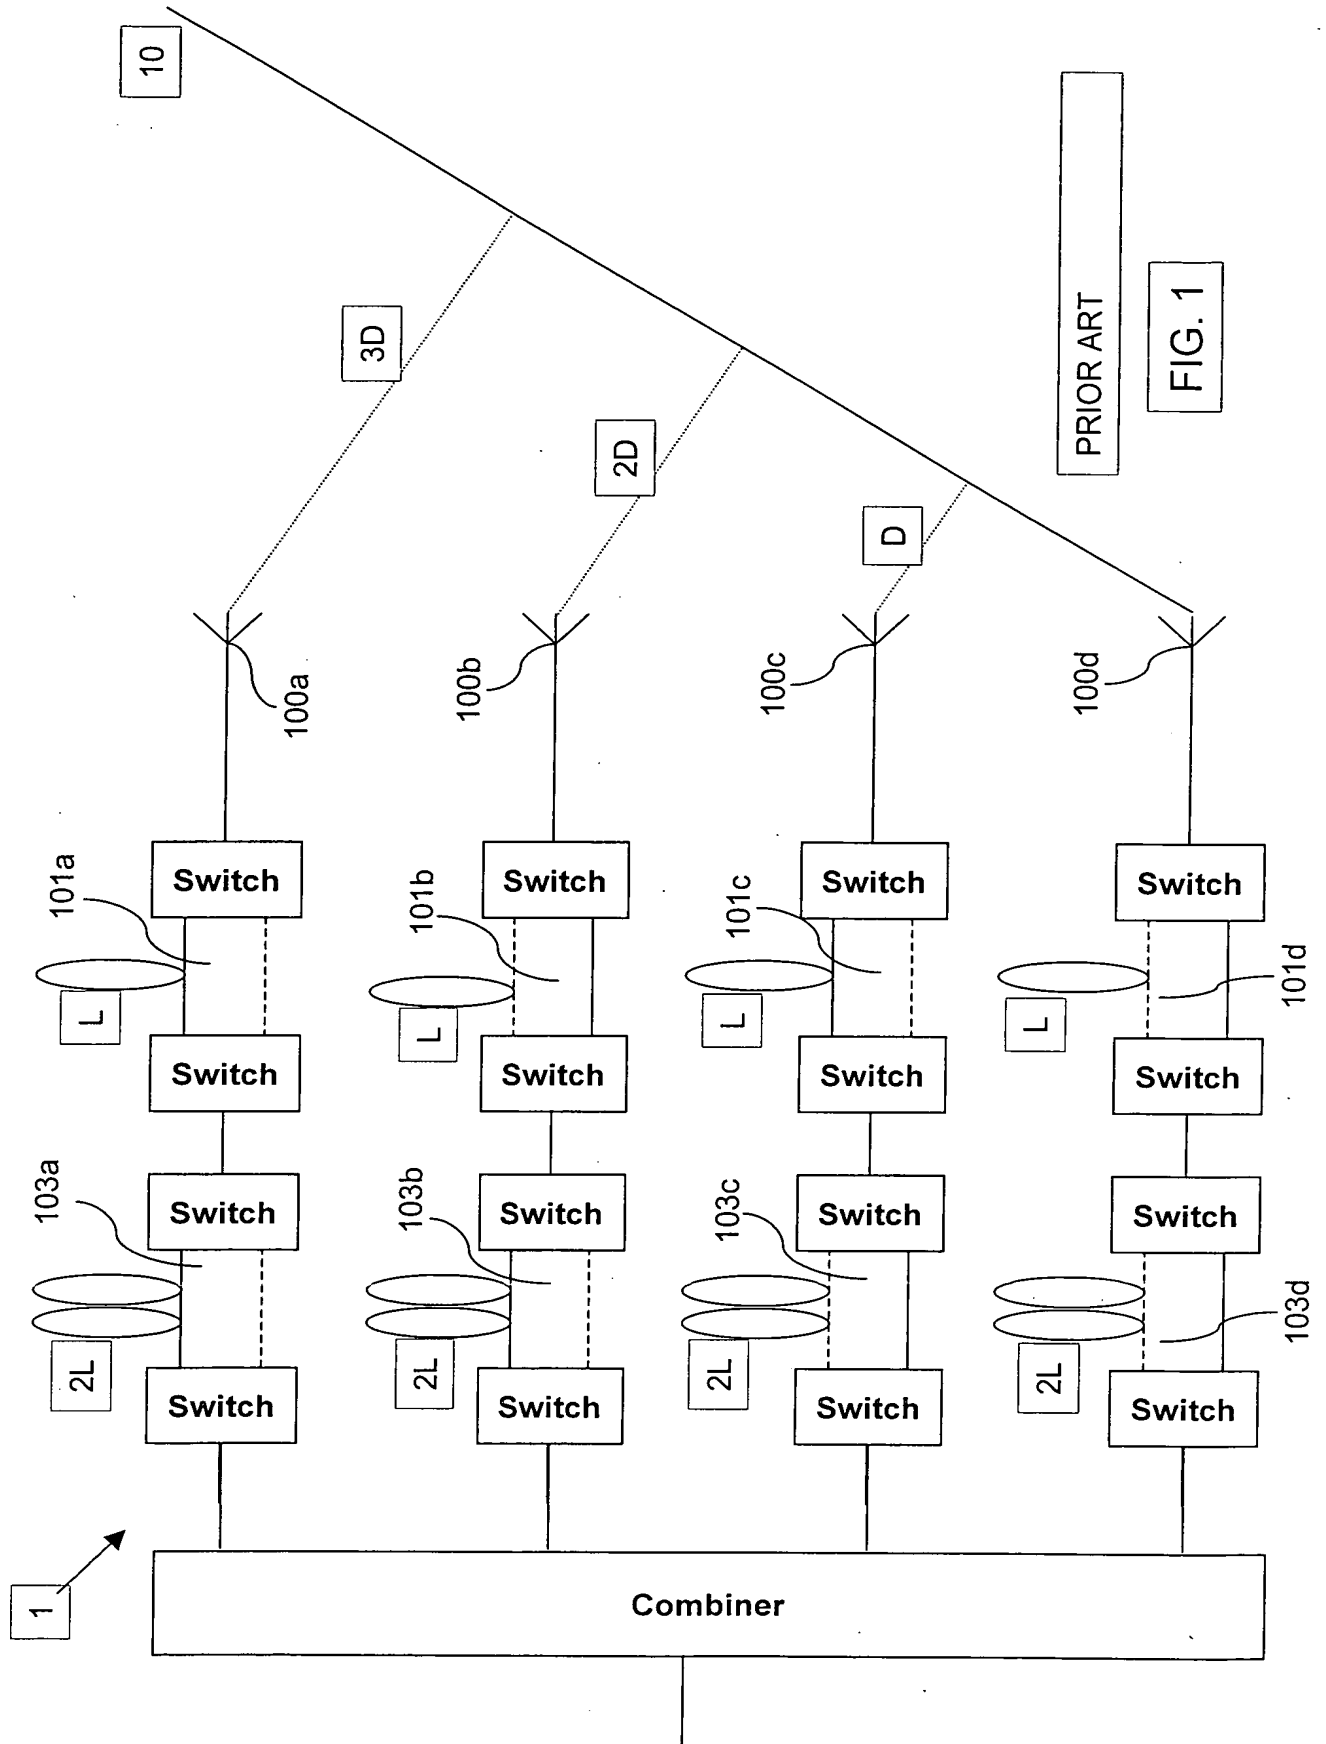 10
3D
2D
D
PRIOR ART
FIG. 1
100a
100b
100c
100d
Switch
Switch
Switch
Switch
101a
101b
101c
101d
L
L
L
L
Switch
Switch
Switch
Switch
103a
103b
103c
103d
Switch
Switch
Switch
Switch
2L
2L
2L
2L
Switch
Switch
Switch
Switch
1
Combiner